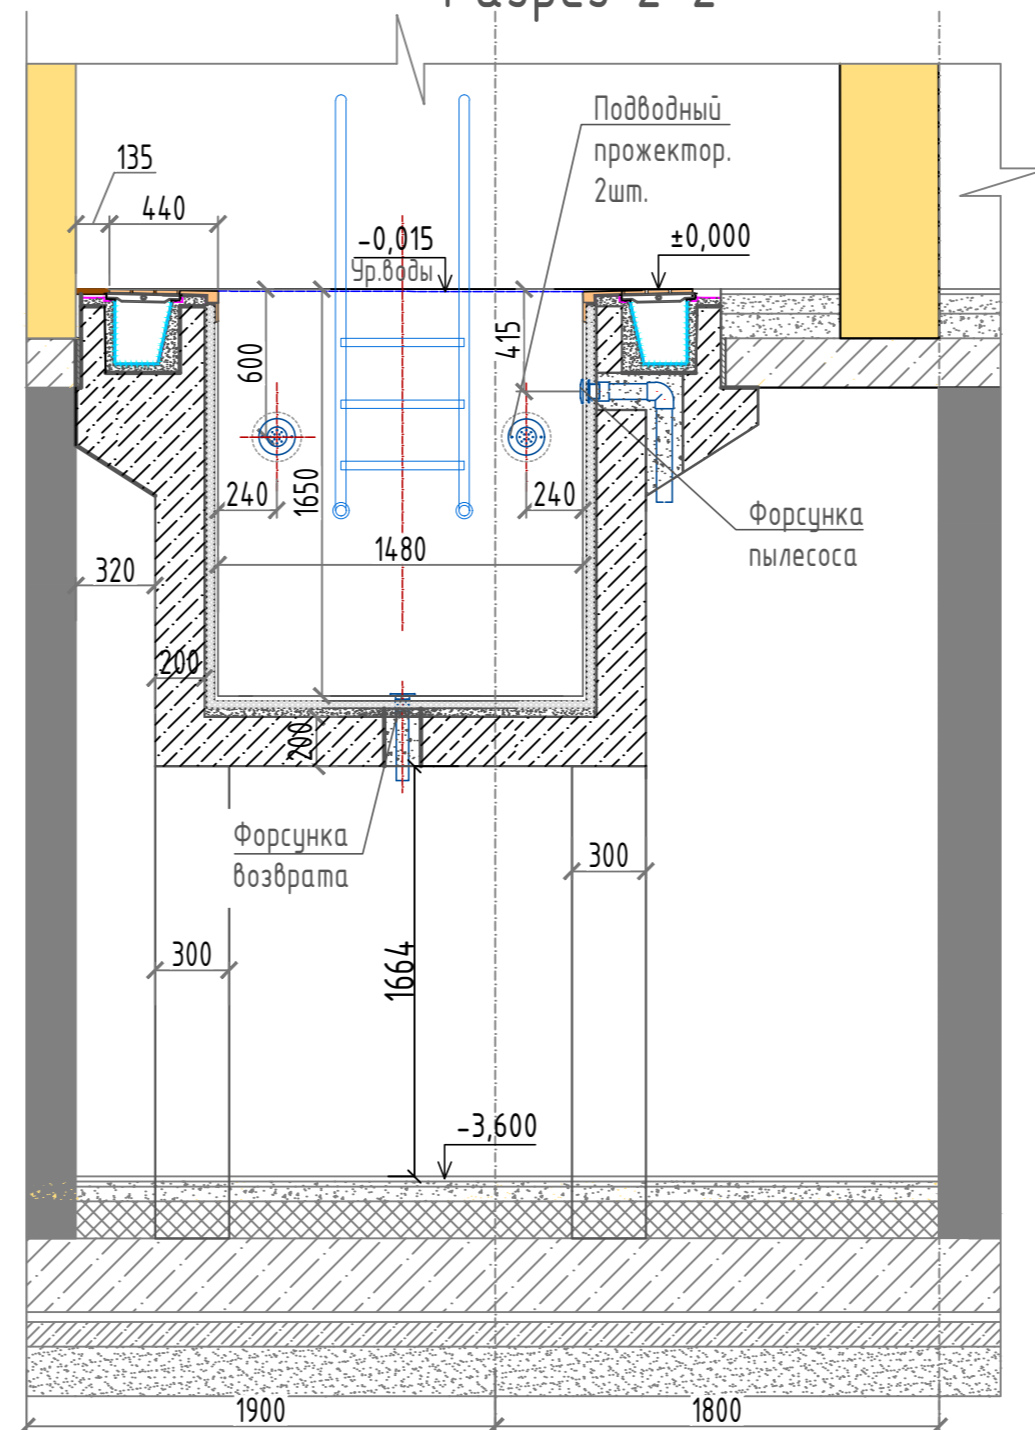 Разрез 2-2
Подводный
прожектор.
2шт.
135
440
-0,015
Ур.воды
±0,000
600
415
240
1650
240
1480
Форсунка
пылесоса
320
200
200
Форсунка
возврата
300
300
1664
-3,600
1900
1800